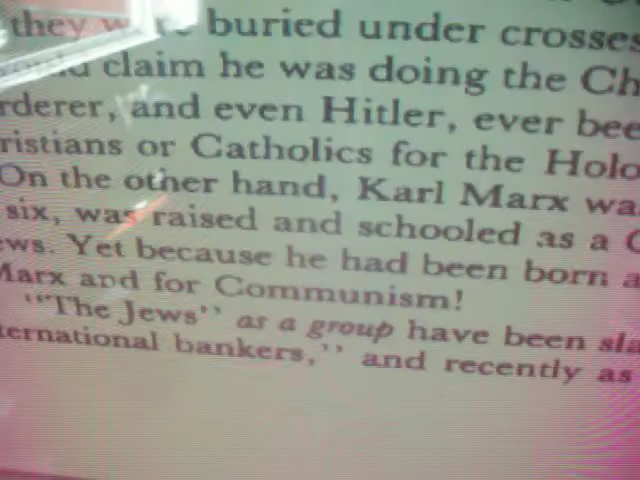 they were buried under crosses
claim he was doing the Ch
rderer, and even Hitler, ever bee
ristians or Catholics for the Holo
On the other hand, Karl Marx wa
six, was raised and schooled as a C
ews. Yet because he had been born a
Marx and for Communism!
"The Jews" as a group have been sla
ternational bankers," and recently as